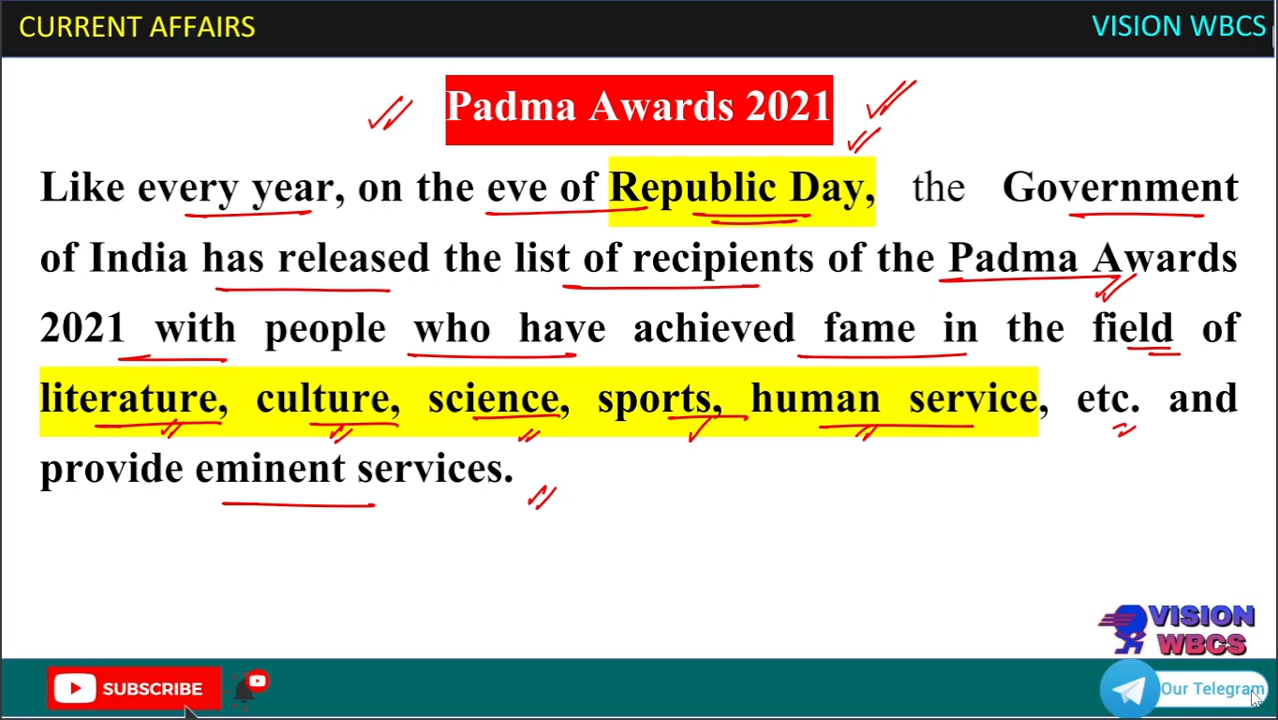 CURRENT AFFAIRS
VISION WBCS
Padma Awards 2021
Like every year, on the eve of Republic Day, the Government
of India has released the list of recipients of the Padma Awards
2021 with people who have achieved fame in the field of
literature, culture, science, sports, human service, etc. and
provide eminent services.
VISION
WBCS
SUBSCRIBE
Our Telegram